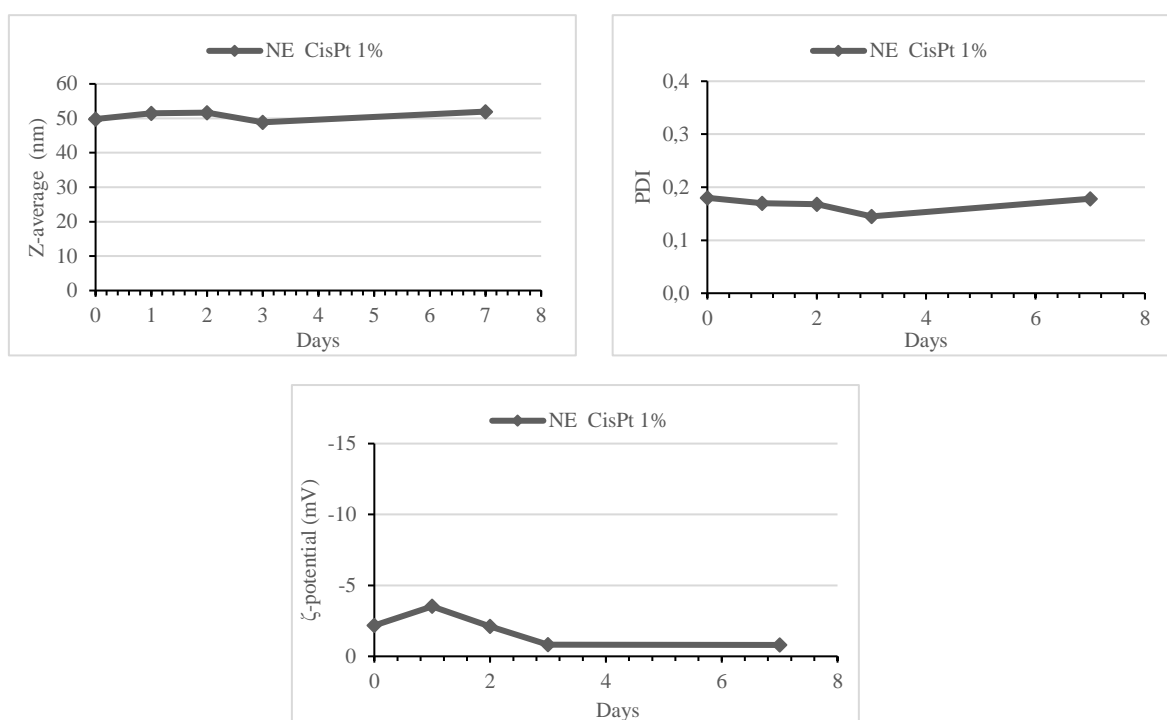 NE CisPt 1%
60
50
40
30
20
10
0
Z-average (nm)
0 1 2 3 4 5 6 7 8
Days
NE CisPt 1%
0,4
0,3
0,2
0,1
0,0
PDI
0 2 4 6 8
Days
NE CisPt 1%
-15
-10
-5
0
ζ-potential (mV)
0 2 4 6 8
Days